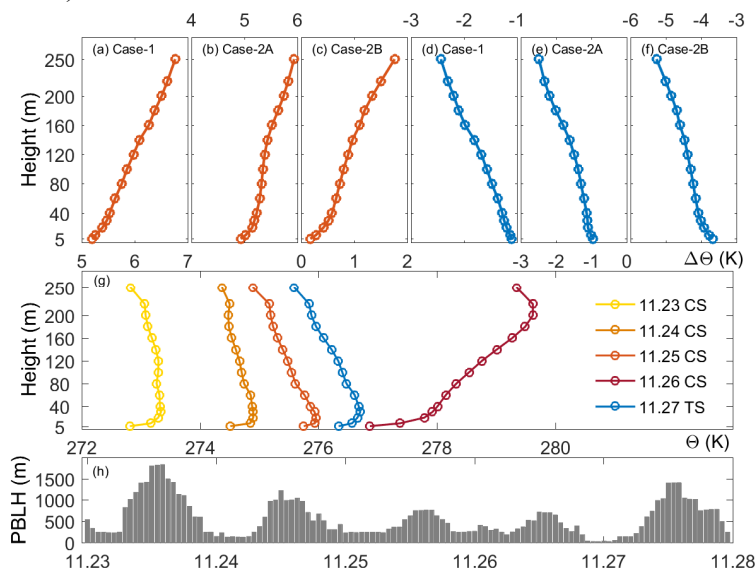 4 6 4 5 6 -3 -2 -1 -6 -5 -4 -3
(a) Case-1 (b) Case-2A (c) Case-2B (d) Case-1 (e) Case-2A (f) Case-2B
250
200
160
120
80
40
5
Height (m)
5 6 7 0 1 2 -3 -2 -1 0 ΔΘ (K)
(g)
250
200
160
120
80
40
5
Height (m)
11.23 CS
11.24 CS
11.25 CS
11.26 CS
11.27 TS
272 274 276 278 280 Θ (K)
(h)
1500
1000
500
0
PBLH (m)
11.23 11.24 11.25 11.26 11.27 11.28